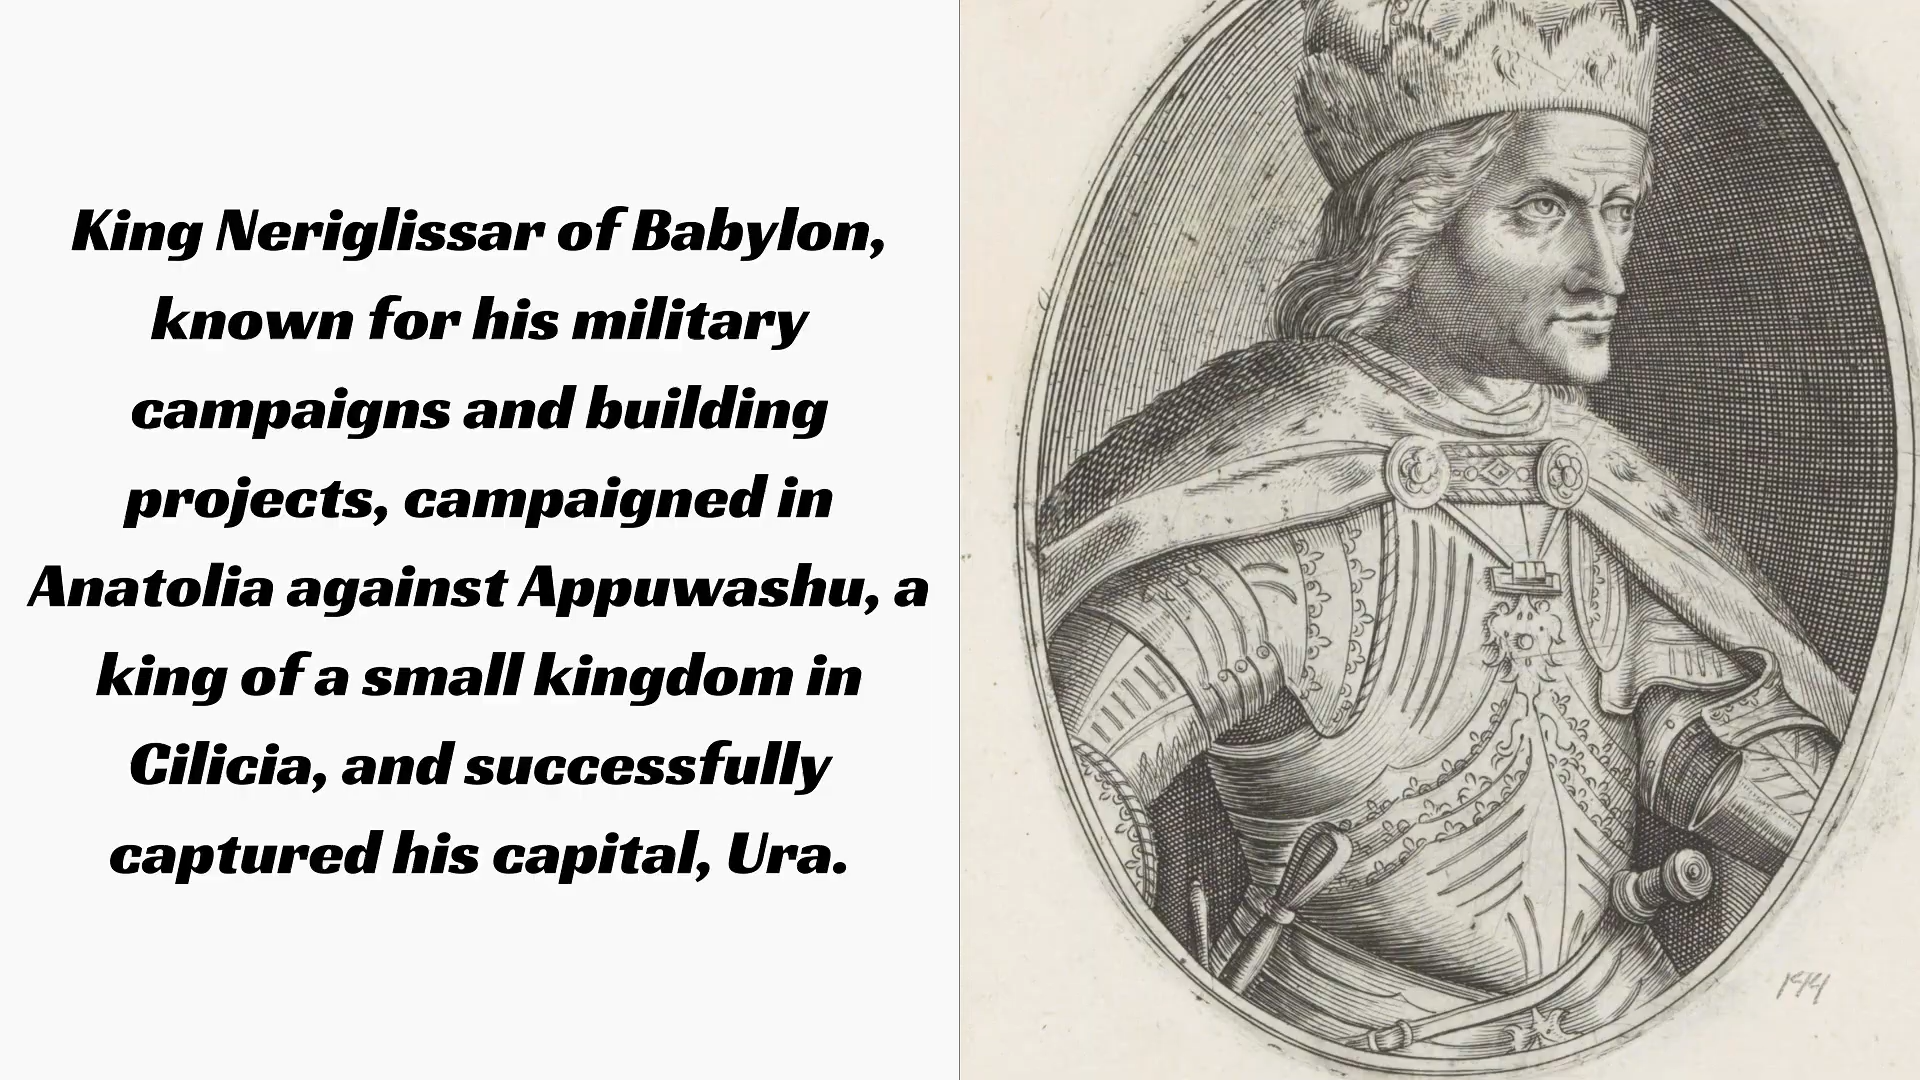 King Neriglissar of Babylon,
known for his military
campaigns and building
projects, campaigned in
Anatolia against Appuwashu, a
king of a small kingdom in
Cilicia, and successfully
captured his capital, Ura.